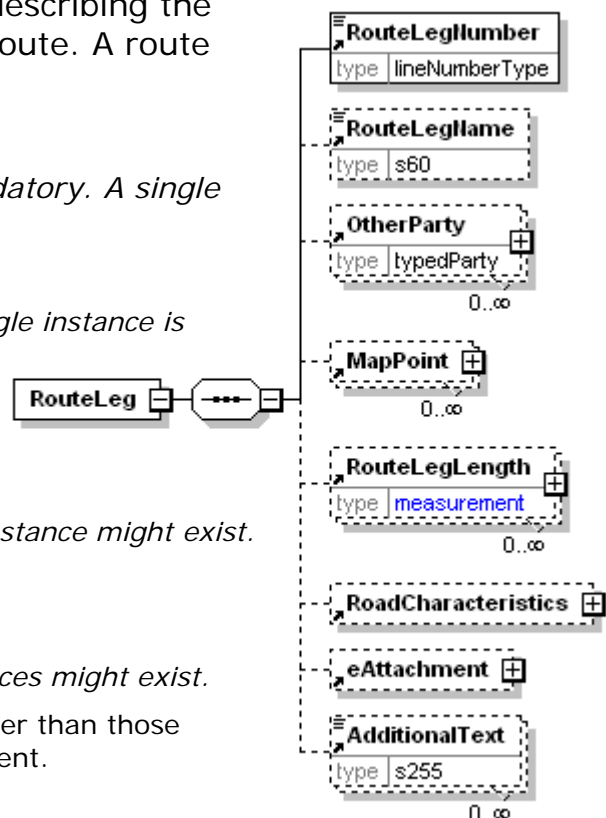 describing the
oute. A route
datory. A single
gle instance is
stance might exist.
ces might exist.
er than those
ent.
RouteLeg
RouteLegNumber
type lineNumberType
RouteLegName
type s60
OtherParty
type typedParty
0..∞
MapPoint
0..∞
RouteLegLength
type measurement
0..∞
RoadCharacteristics
eAttachment
AdditionalText
type s255
0..∞